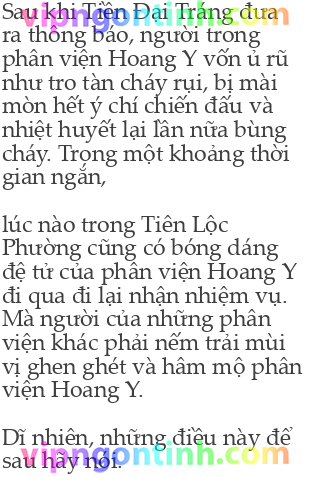 Sau khi Tiền Đại Tráng đưa
ra thông báo, người trong
phân viện Hoang Y vốn ủ rũ
như tro tàn cháy rụi, bị mài
mòn hết ý chí chiến đấu và
nhiệt huyết lại lần nữa bùng
cháy. Trong một khoảng thời
gian ngắn,
lúc nào trong Tiên Lộc
Phường cũng có bóng dáng
đệ tử của phân viện Hoang Y
đi qua đi lại nhận nhiệm vụ.
Mà người của những phân
viện khác phải nếm trải mùi
vị ghen ghét và hâm mộ phân
viện Hoang Y.
Dĩ nhiên, những điều này để
sau hãy nói.
vipngontinh.com
vipngontinh.com